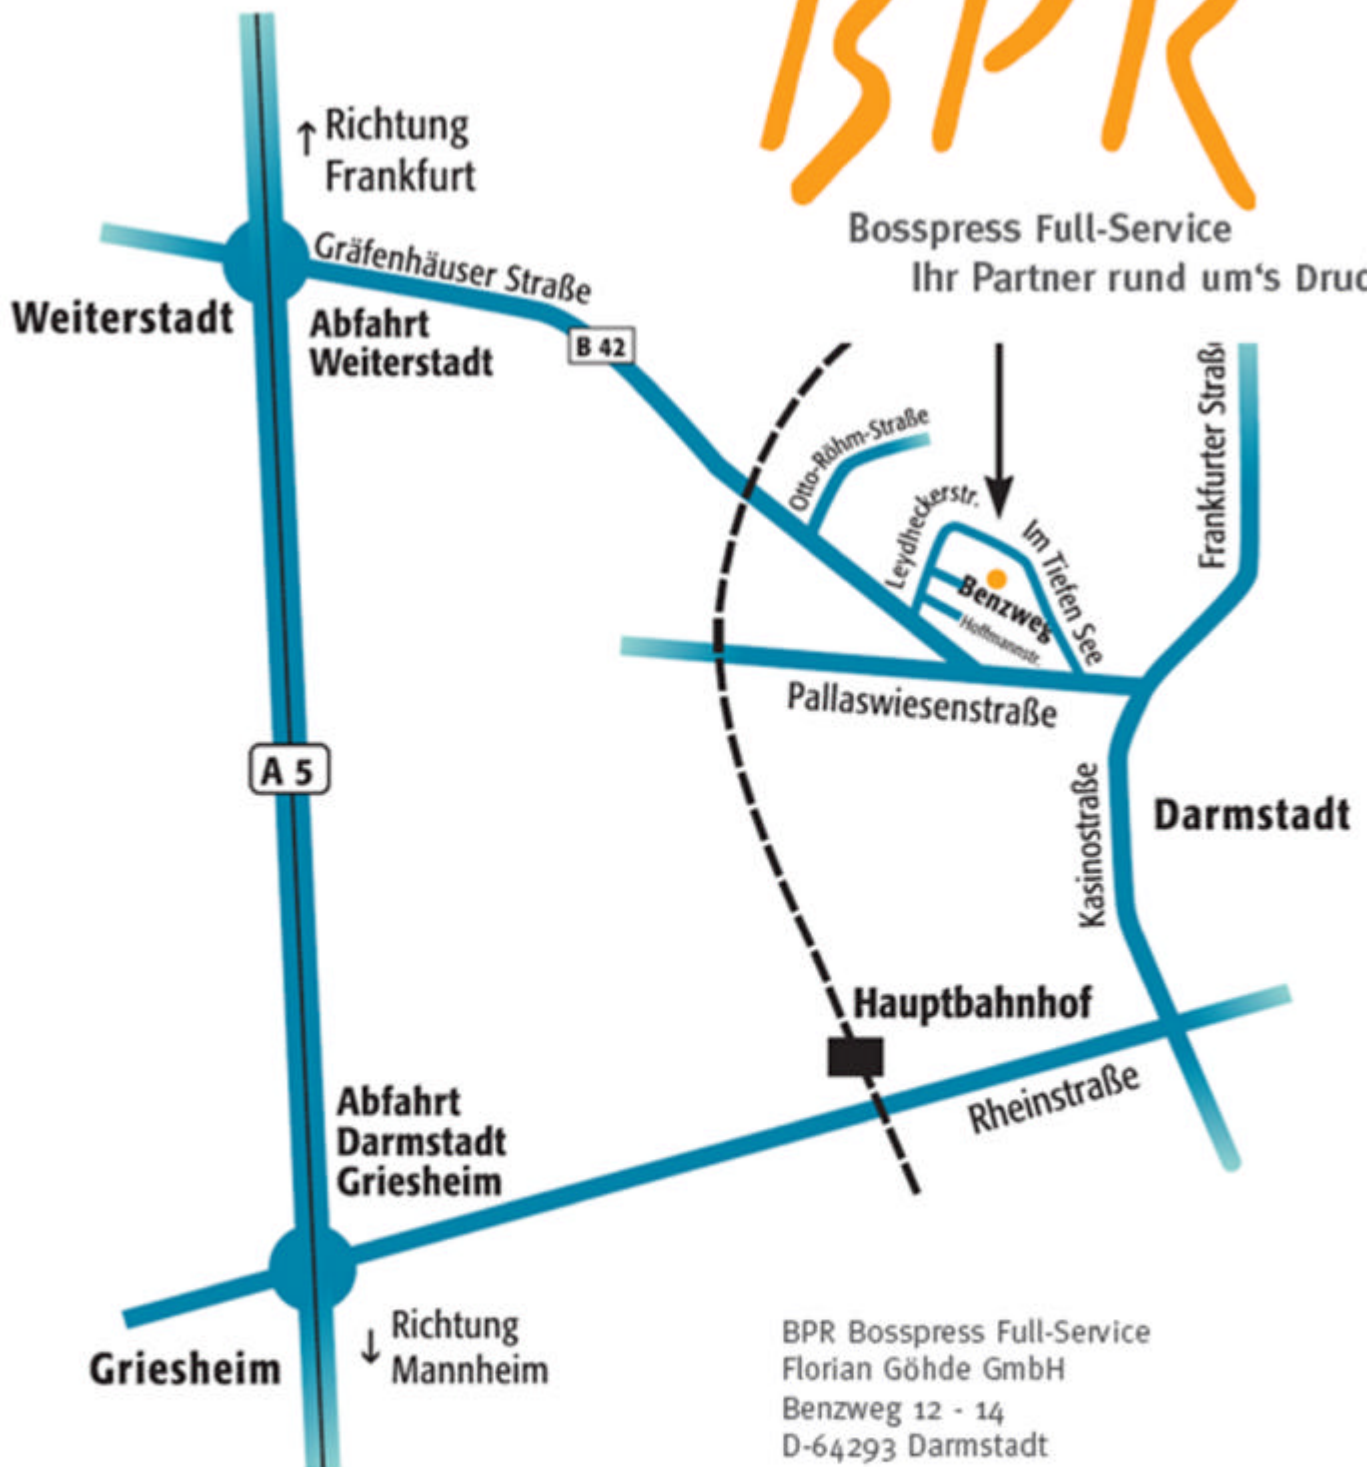 BPR
Bosspress Full-Service
Ihr Partner rund um's Druc
↑ Richtung
Frankfurt
Gräfenhäuser Straße
Weiterstadt
Abfahrt
Weiterstadt
B 42
Otto-Röhm-Straße
Leydheckerstr.
Im Tiefen See
Frankfurter Straß
Benzweg
Hoffmannstr.
Pallaswiesenstraße
A 5
Kasinostraße
Darmstadt
Hauptbahnhof
Rheinstraße
Abfahrt
Darmstadt
Griesheim
Griesheim
↓ Richtung
Mannheim
BPR Bosspress Full-Service
Florian Göhde GmbH
Benzweg 12 - 14
D-64293 Darmstadt